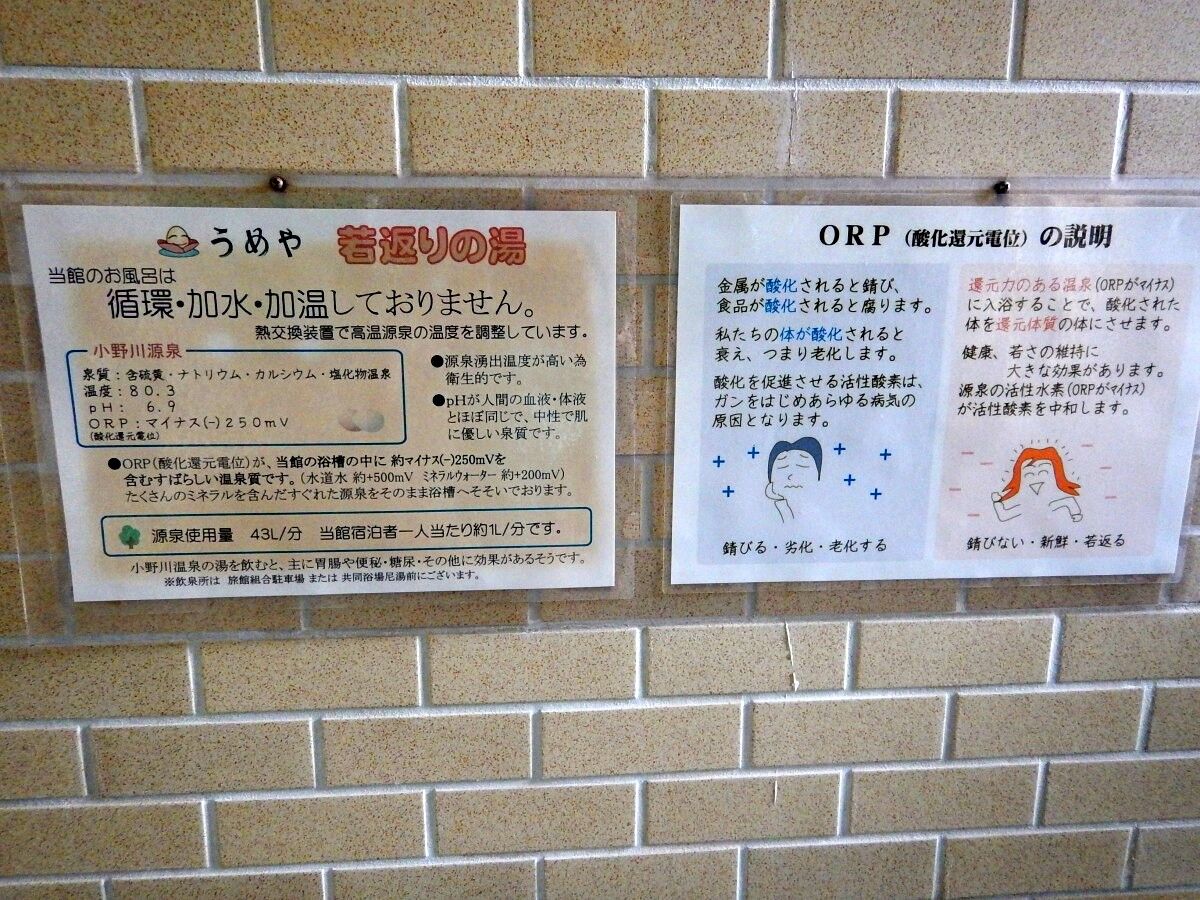 うめや 若返りの湯
当館のお風呂は
循環・加水・加温しておりません。
熱交換装置で高温源泉の温度を調整しています。
小野川源泉
泉質：含硫黄・ナトリウム・カルシウム・塩化物温泉
温度：８０.３
ｐＨ： ６.９
ＯＲＰ：マイナス(-)２５０ｍＶ
(酸化還元電位)
●源泉湧出温度が高い為
衛生的です。
●pHが人間の血液・体液
とほぼ同じで、中性で肌
に優しい泉質です。
●ORP(酸化還元電位)が、当館の浴槽の中に 約マイナス(-)250mVを
含むすばらしい温泉質です。(水道水 約+500mV ミネラルウォーター 約+200mV)
たくさんのミネラルを含んだすぐれた源泉をそのまま浴槽へそそいでおります。
源泉使用量 43L/分 当館宿泊者一人当たり約1L/分です。
小野川温泉の湯を飲むと、主に胃腸や便秘・糖尿・その他に効果があるそうです。
※飲泉所は 旅館組合駐車場 または 共同浴場尼湯前にございます。
ＯＲＰ（酸化還元電位）の説明
金属が酸化されると錆び、
食品が酸化されると腐ります。
私たちの体が酸化されると
衰え、つまり老化します。
酸化を促進させる活性酸素は、
ガンをはじめあらゆる病気の
原因となります。
錆びる・劣化・老化する
還元力のある温泉(ORPがﾏｲﾅｽ)
に入浴することで、酸化された
体を還元体質の体にさせます。
健康、若さの維持に
大きな効果があります。
源泉の活性水素(ORPがﾏｲﾅｽ)
が活性酸素を中和します。
錆びない・新鮮・若返る